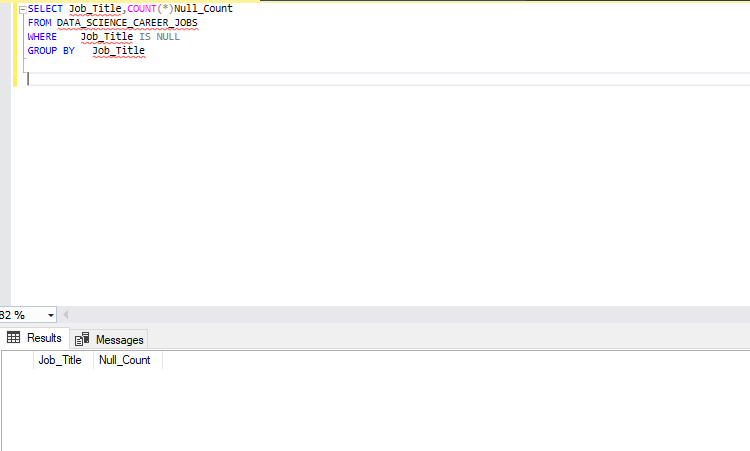 SELECT Job_Title,COUNT(*)Null_Count
FROM DATA_SCIENCE_CAREER_JOBS
WHERE Job_Title IS NULL
GROUP BY Job_Title
82 %
Results Messages
Job_Title Null_Count